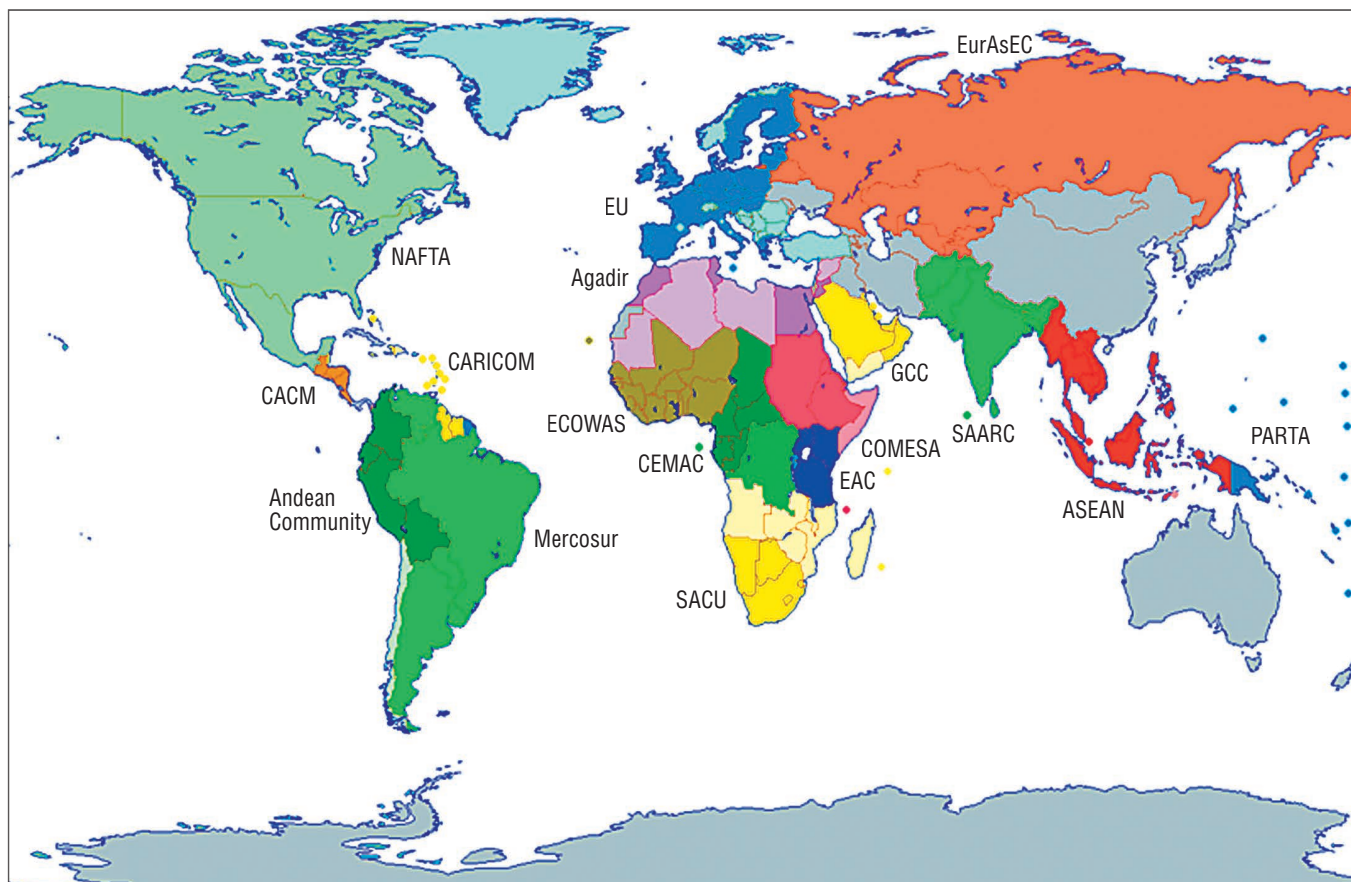 EurAsEC
EU
NAFTA
Agadir
CARICOM
GCC
CACM
ECOWAS
COMESA
SAARC
PARTA
CEMAC
EAC
Andean
Community
ASEAN
Mercosur
SACU